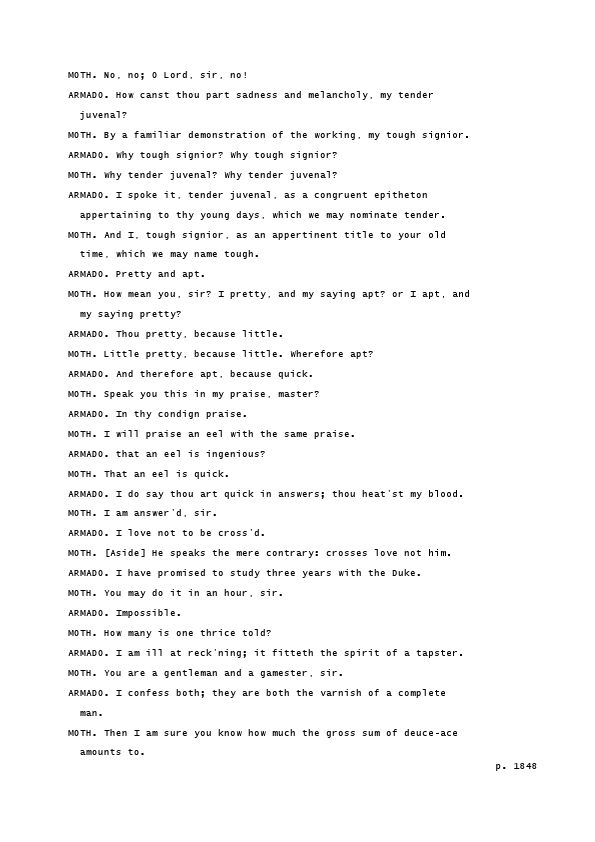 MOTH. No, no; O Lord, sir, no!
ARMADO. How canst thou part sadness and melancholy, my tender
juvenal?
MOTH. By a familiar demonstration of the working, my tough signior.
ARMADO. Why tough signior? Why tough signior?
MOTH. Why tender juvenal? Why tender juvenal?
ARMADO. I spoke it, tender juvenal, as a congruent epitheton
appertaining to thy young days, which we may nominate tender.
MOTH. And I, tough signior, as an appertinent title to your old
time, which we may name tough.
ARMADO. Pretty and apt.
MOTH. How mean you, sir? I pretty, and my saying apt? or I apt, and
my saying pretty?
ARMADO. Thou pretty, because little.
MOTH. Little pretty, because little. Wherefore apt?
ARMADO. And therefore apt, because quick.
MOTH. Speak you this in my praise, master?
ARMADO. In thy condign praise.
MOTH. I will praise an eel with the same praise.
ARMADO. that an eel is ingenious?
MOTH. That an eel is quick.
ARMADO. I do say thou art quick in answers; thou heat'st my blood.
MOTH. I am answer'd, sir.
ARMADO. I love not to be cross'd.
MOTH. [Aside] He speaks the mere contrary: crosses love not him.
ARMADO. I have promised to study three years with the Duke.
MOTH. You may do it in an hour, sir.
ARMADO. Impossible.
MOTH. How many is one thrice told?
ARMADO. I am ill at reck'ning; it fitteth the spirit of a tapster.
MOTH. You are a gentleman and a gamester, sir.
ARMADO. I confess both; they are both the varnish of a complete
man.
MOTH. Then I am sure you know how much the gross sum of deuce-ace
amounts to.
p. 1848